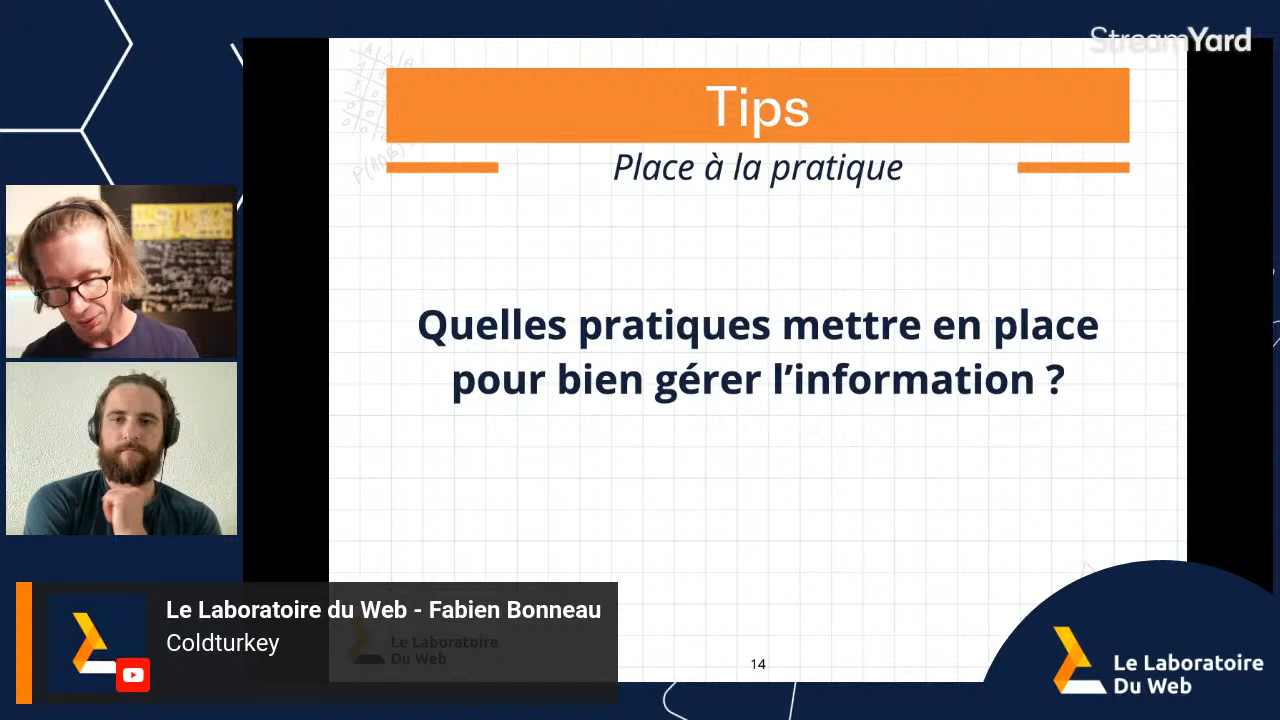 StreamYard
Tips
Place à la pratique
Quelles pratiques mettre en place
pour bien gérer l’information ?
Le Laboratoire du Web - Fabien Bonneau
Coldturkey
Le Laboratoire
Du Web
14
Le Laboratoire
Du Web